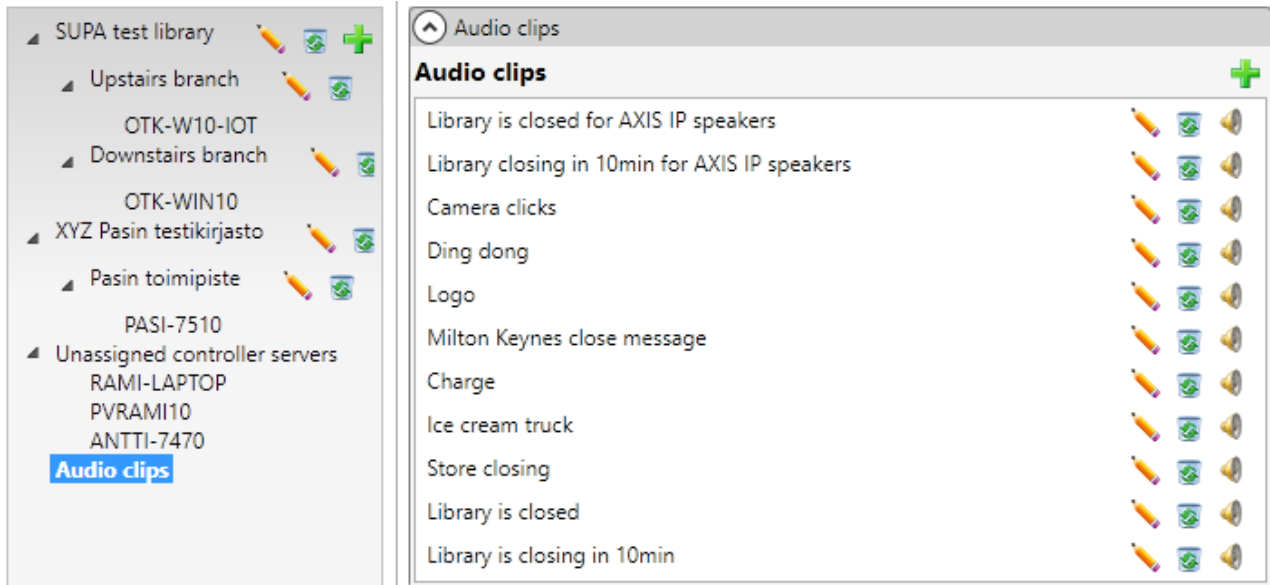 SUPA test library
Upstairs branch
OTK-W10-IOT
Downstairs branch
OTK-WIN10
XYZ Pasin testikirjasto
Pasin toimipiste
PASI-7510
Unassigned controller servers
RAMI-LAPTOP
PVRAMI10
ANTTI-7470
Audio clips
Audio clips
Audio clips
Library is closed for AXIS IP speakers
Library closing in 10min for AXIS IP speakers
Camera clicks
Ding dong
Logo
Milton Keynes close message
Charge
Ice cream truck
Store closing
Library is closed
Library is closing in 10min